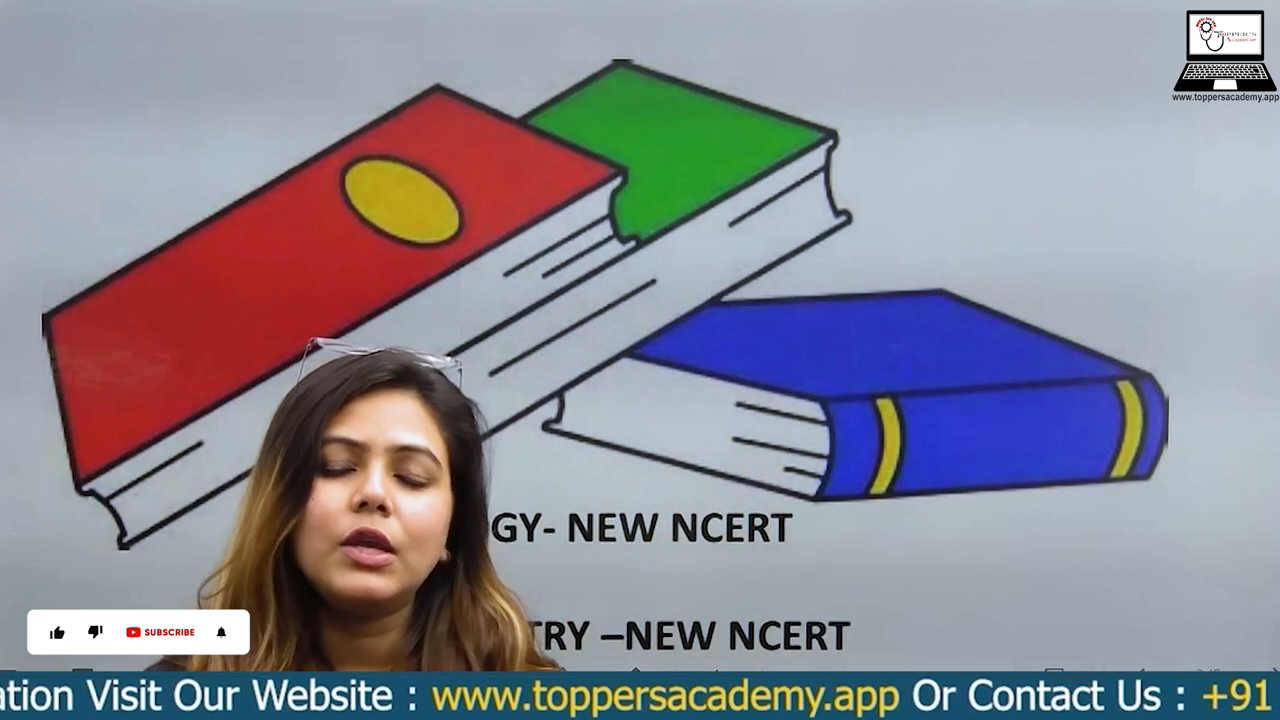 TOPPER'S
www.toppersacademy.app
GY- NEW NCERT
TRY –NEW NCERT
SUBSCRIBE
ation Visit Our Website : www.toppersacademy.app Or Contact Us : +91